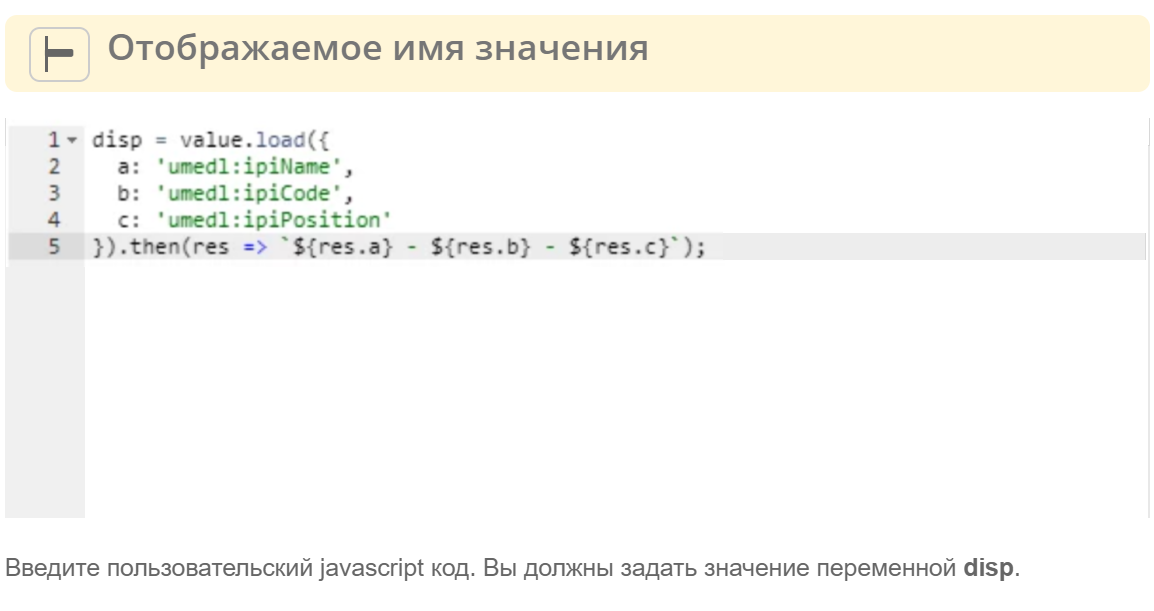 Отображаемое имя значения
1 disp = value.load({
2 a: 'umedl:ipiName',
3 b: 'umedl:ipiCode',
4 c: 'umedl:ipiPosition'
5 }).then(res => `${res.a} - ${res.b} - ${res.c}`);
Введите пользовательский javascript код. Вы должны задать значение переменной disp.